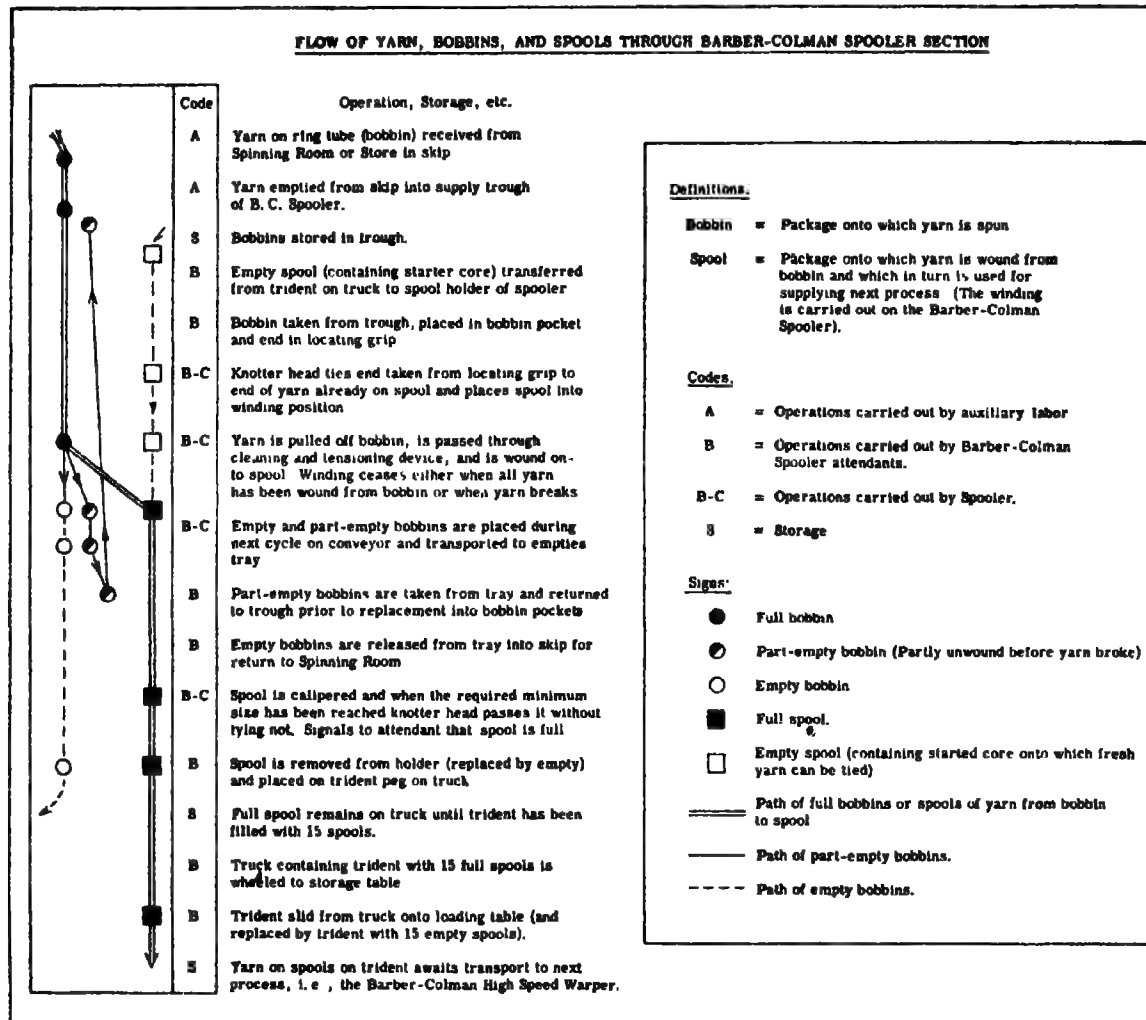 FLOW OF YARN, BOBBINS, AND SPOOLS THROUGH BARBER-COLMAN SPOOLER SECTION
Code Operation, Storage, etc.
A Yarn on ring tube (bobbin) received from
Spinning Room or Store in skip
A Yarn emptied from skip into supply trough
of B. C. Spooler.
S Bobbins stored in trough.
B Empty spool (containing starter core) transferred
from trident on truck to spool holder of spooler
B Bobbin taken from trough, placed in bobbin pocket
and end in locating grip
B-C Knotter head ties end taken from locating grip to
end of yarn already on spool and places spool into
winding position
B-C Yarn is pulled off bobbin, is passed through
cleaning and tensioning device, and is wound on-
to spool Winding ceases either when all yarn
has been wound from bobbin or when yarn breaks
B-C Empty and part-empty bobbins are placed during
next cycle on conveyor and transported to empties
tray
B Part-empty bobbins are taken from tray and returned
to trough prior to replacement into bobbin pockets
B Empty bobbins are released from tray into skip for
return to Spinning Room
B-C Spool is calipered and when the required minimum
size has been reached knotter head passes it without
tying not. Signals to attendant that spool is full
B Spool is removed from holder (replaced by empty)
and placed on trident peg on truck
S Full spool remains on truck until trident has been
filled with 15 spools.
B Truck containing trident with 15 full spools is
wheeled to storage table
B Trident slid from truck onto loading table (and
replaced by trident with 15 empty spools).
S Yarn on spools on trident awaits transport to next
process, i. e , the Barber-Colman High Speed Warper.
Definitions.
Bobbin = Package onto which yarn is spun
Spool = Package onto which yarn is wound from
bobbin and which in turn is used for
supplying next process (The winding
is carried out on the Barber-Colman
Spooler).
Codes.
A = Operations carried out by auxiliary labor
B = Operations carried out by Barber-Colman
Spooler attendants.
B-C = Operations carried out by Spooler.
S = Storage
Signs:
Full bobbin
Part-empty bobbin (Partly unwound before yarn broke)
Empty bobbin
Full spool.
Empty spool (containing started core onto which fresh
yarn can be tied)
Path of full bobbins or spools of yarn from bobbin
to spool
Path of part-empty bobbins.
Path of empty bobbins.